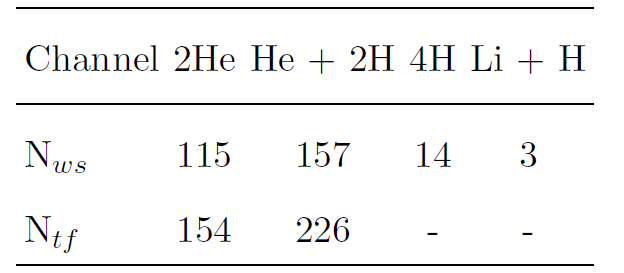 Channel 2He He + 2H 4H Li + H
N_ws 115 157 14 3
N_tf 154 226 - -